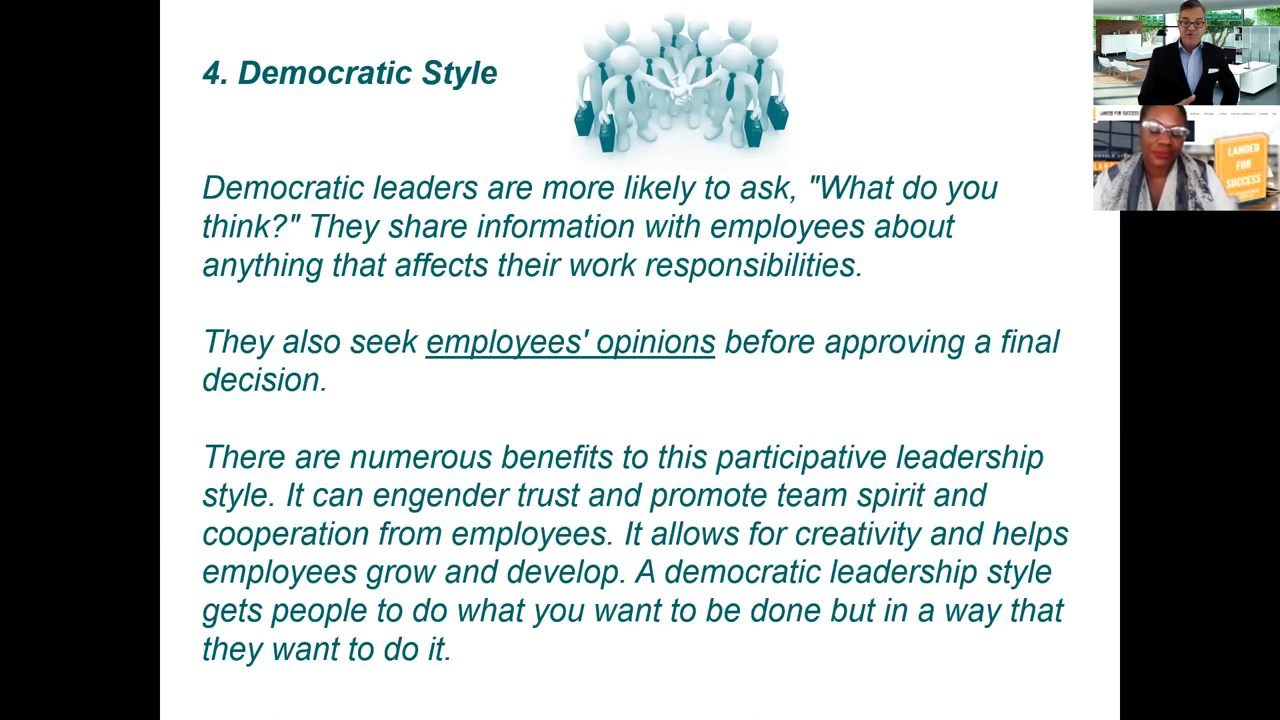 4. Democratic Style
Democratic leaders are more likely to ask, "What do you
think?" They share information with employees about
anything that affects their work responsibilities.
They also seek employees' opinions before approving a final
decision.
There are numerous benefits to this participative leadership
style. It can engender trust and promote team spirit and
cooperation from employees. It allows for creativity and helps
employees grow and develop. A democratic leadership style
gets people to do what you want to be done but in a way that
they want to do it.
LANDED FOR SUCCESS
LANDED
FOR
SUCCESS